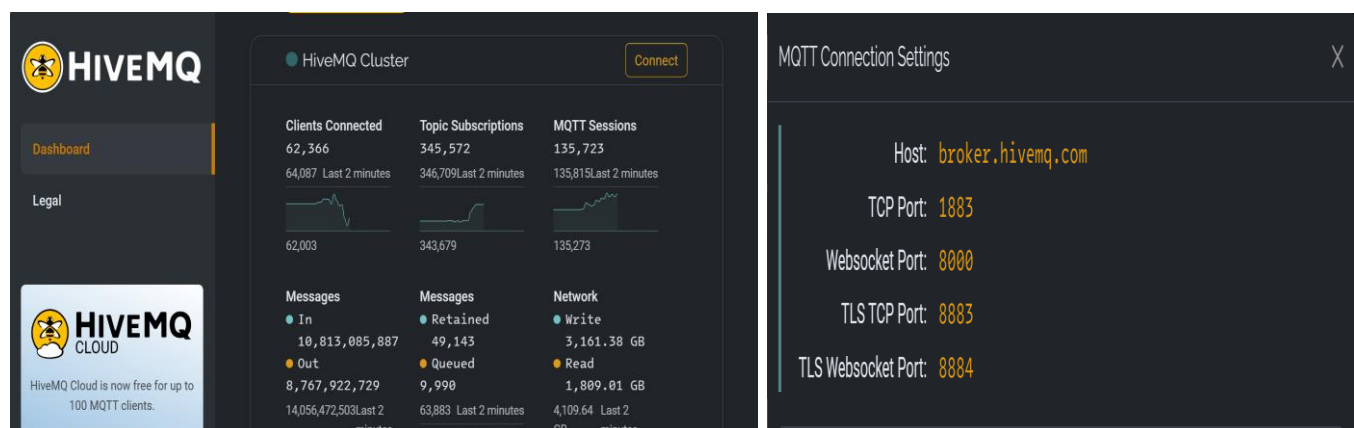 HIVEMQ
Dashboard
Legal
HIVEMQ
CLOUD
HiveMQ Cloud is now free for up to
100 MQTT clients.
HiveMQ Cluster
Connect
Clients Connected
62,366
64,087 Last 2 minutes
62,003
Topic Subscriptions
345,572
346,709Last 2 minutes
343,679
MQTT Sessions
135,723
135,815Last 2 minutes
135,273
Messages
In
10,813,085,887
Out
8,767,922,729
14,056,472,503Last 2
minutes
Messages
Retained
49,143
Queued
9,990
63,883 Last 2 minutes
Network
Write
3,161.38 GB
Read
1,809.01 GB
4,109.64 Last 2
GB minutes
MQTT Connection Settings
X
Host: broker.hivemq.com
TCP Port: 1883
Websocket Port: 8000
TLS TCP Port: 8883
TLS Websocket Port: 8884